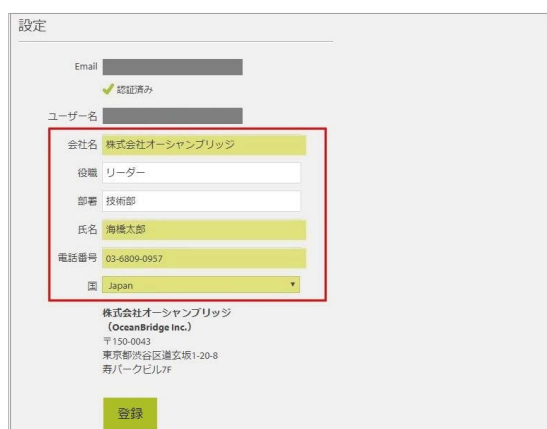 設定
Email
認証済み
ユーザー名
会社名 株式会社オーシャンブリッジ
役職 リーダー
部署 技術部
氏名 海橋太郎
電話番号 03-6809-0957
国 Japan
株式会社オーシャンブリッジ
（OceanBridge Inc.）
〒150-0043
東京都渋谷区道玄坂1-20-8
寿パークビル7F
登録